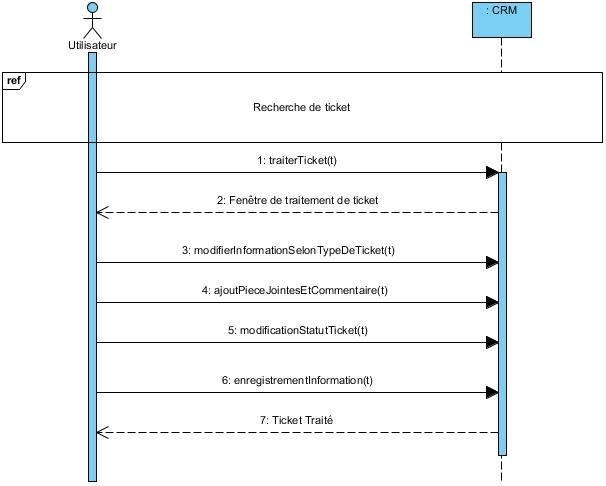 : CRM
Utilisateur
ref
Recherche de ticket
1: traiterTicket(t)
2: Fenêtre de traitement de ticket
3: modifierInformationSelonTypeDeTicket(t)
4: ajoutPieceJointesEtCommentaire(t)
5: modificationStatutTicket(t)
6: enregistrementInformation(t)
7: Ticket Traité